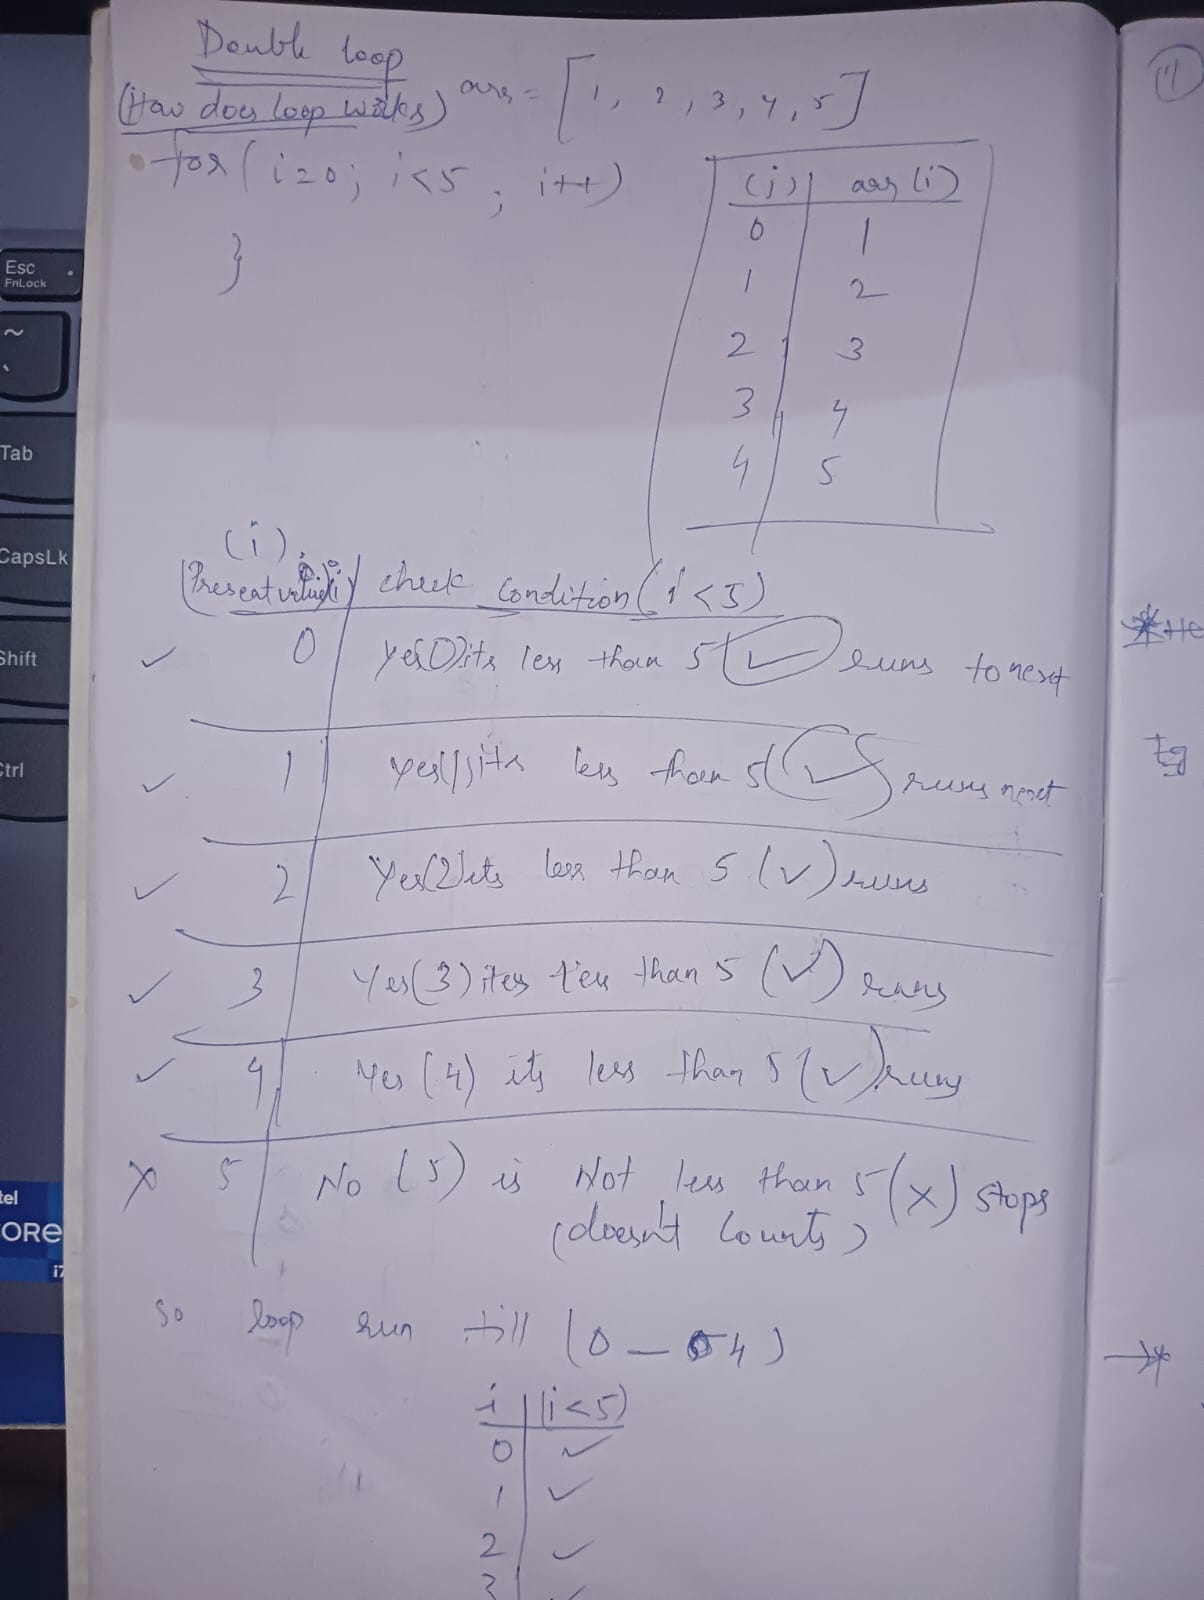 Double loop
(How does loop works) arr = [1, 2, 3, 4, 5]
for ( i=0; i<5 ; i++)
}
(i) arr (i)
0 1
1 2
2 3
3 4
4 5
(i)
Present value check condition (i<5)
0 yes(0)its less than 5 (✓) runs to next
1 yes(1)its less than 5 (✓) runs next
2 Yes(2)its less than 5 (✓) runs
3 Yes(3) its less than 5 (✓) runs
4 Yes (4) its less than 5 (✓) runs
x 5 No (5) is Not less than 5 (x) stops
(doesn't counts)
so loop run till (0 _ 4)
i (i<5)
0 ✓
1 ✓
2 ✓
3 ✓
Esc
FnLock
~
Tab
CapsLk
Shift
Ctrl
tel
CORE
i7